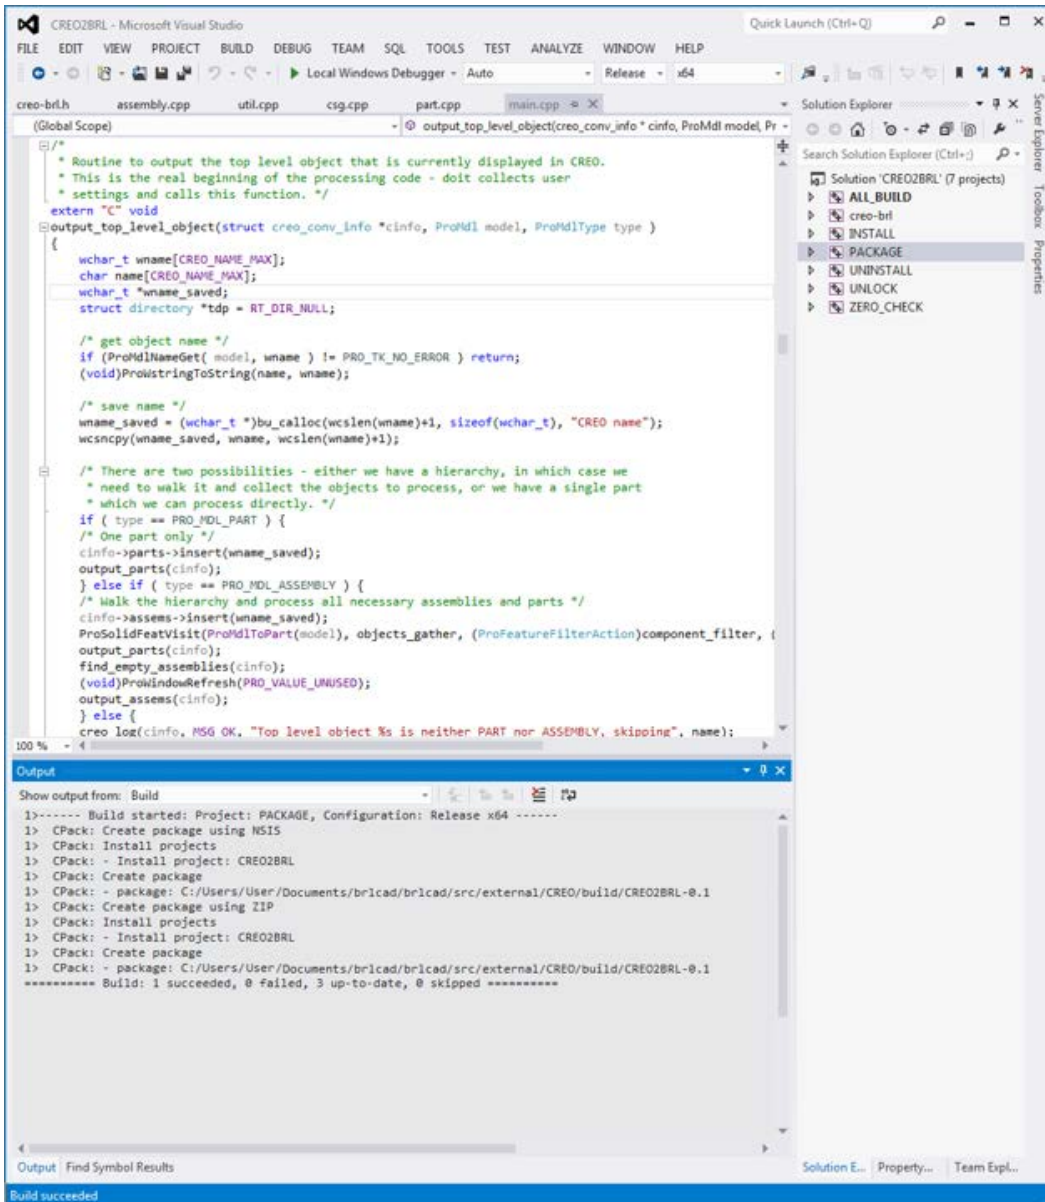 CREO2BRL - Microsoft Visual Studio
Quick Launch (Ctrl+Q)
FILE EDIT VIEW PROJECT BUILD DEBUG TEAM SQL TOOLS TEST ANALYZE WINDOW HELP
Local Windows Debugger Auto Release x64
creo-brl.h assembly.cpp util.cpp csg.cpp part.cpp main.cpp
(Global Scope) output_top_level_object(creo_conv_info * cinfo, ProMdl model, Pr
/*
* Routine to output the top level object that is currently displayed in CREO.
* This is the real beginning of the processing code - doit collects user
* settings and calls this function. */
extern "C" void
output_top_level_object(struct creo_conv_info *cinfo, ProMdl model, ProMdlType type )
{
wchar_t wname[CREO_NAME_MAX];
char name[CREO_NAME_MAX];
wchar_t *wname_saved;
struct directory *tdp = RT_DIR_NULL;
/* get object name */
if (ProMdlNameGet( model, wname ) != PRO_TK_NO_ERROR ) return;
(void)ProWstringToString(name, wname);
/* save name */
wname_saved = (wchar_t *)bu_calloc(wcslen(wname)+1, sizeof(wchar_t), "CREO name");
wcsncpy(wname_saved, wname, wcslen(wname)+1);
/* There are two possibilities - either we have a hierarchy, in which case we
* need to walk it and collect the objects to process, or we have a single part
* which we can process directly. */
if ( type == PRO_MDL_PART ) {
/* One part only */
cinfo->parts->insert(wname_saved);
output_parts(cinfo);
} else if ( type == PRO_MDL_ASSEMBLY ) {
/* Walk the hierarchy and process all necessary assemblies and parts */
cinfo->assems->insert(wname_saved);
ProSolidFeatVisit(ProMdlToPart(model), objects_gather, (ProFeatureFilterAction)component_filter, (
output_parts(cinfo);
find_empty_assemblies(cinfo);
(void)ProWindowRefresh(PRO_VALUE_UNUSED);
output_assems(cinfo);
} else {
creo_log(cinfo, MSG_OK, "Top level object %s is neither PART nor ASSEMBLY, skipping", name);
100 %
Output
Show output from: Build
1>------ Build started: Project: PACKAGE, Configuration: Release x64 ------
1> CPack: Create package using NSIS
1> CPack: Install projects
1> CPack: - Install project: CREO2BRL
1> CPack: Create package
1> CPack: - package: C:/Users/User/Documents/brlcad/brlcad/src/external/CREO/build/CREO2BRL-0.1
1> CPack: Create package using ZIP
1> CPack: Install projects
1> CPack: - Install project: CREO2BRL
1> CPack: Create package
1> CPack: - package: C:/Users/User/Documents/brlcad/brlcad/src/external/CREO/build/CREO2BRL-0.1
========== Build: 1 succeeded, 0 failed, 3 up-to-date, 0 skipped ==========
Output Find Symbol Results
Build succeeded
Solution Explorer
Search Solution Explorer (Ctrl+;)
Solution 'CREO2BRL' (7 projects)
ALL_BUILD
creo-brl
INSTALL
PACKAGE
UNINSTALL
UNLOCK
ZERO_CHECK
Solution E... Property... Team Expl...
Server Explorer
Toolbox
Properties